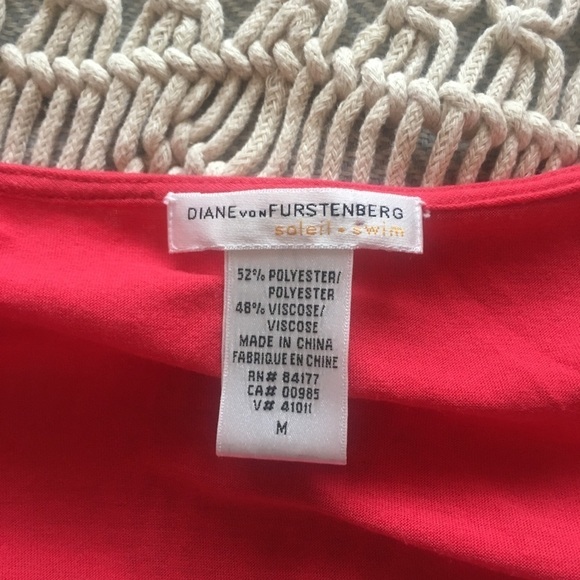 DIANE VON FURSTENBERG
soleil • swim
52% POLYESTER/
POLYESTER
48% VISCOSE/
VISCOSE
MADE IN CHINA
FABRIQUE EN CHINE
RN# 84177
CA# 00985
V# 41011
M